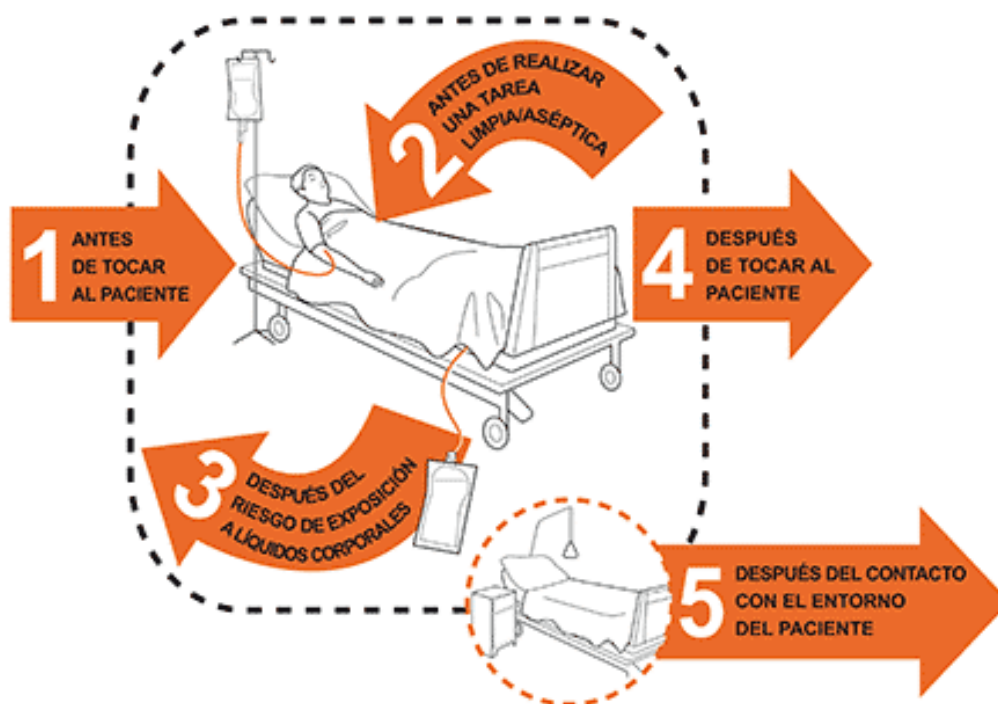 1
ANTES
DE TOCAR
AL PACIENTE
2
ANTES DE REALIZAR
UNA TAREA
LIMPIA/ASÉPTICA
3
DESPUÉS DEL
RIESGO DE EXPOSICIÓN
A LÍQUIDOS CORPORALES
4
DESPUÉS
DE TOCAR AL
PACIENTE
5
DESPUÉS DEL CONTACTO
CON EL ENTORNO
DEL PACIENTE